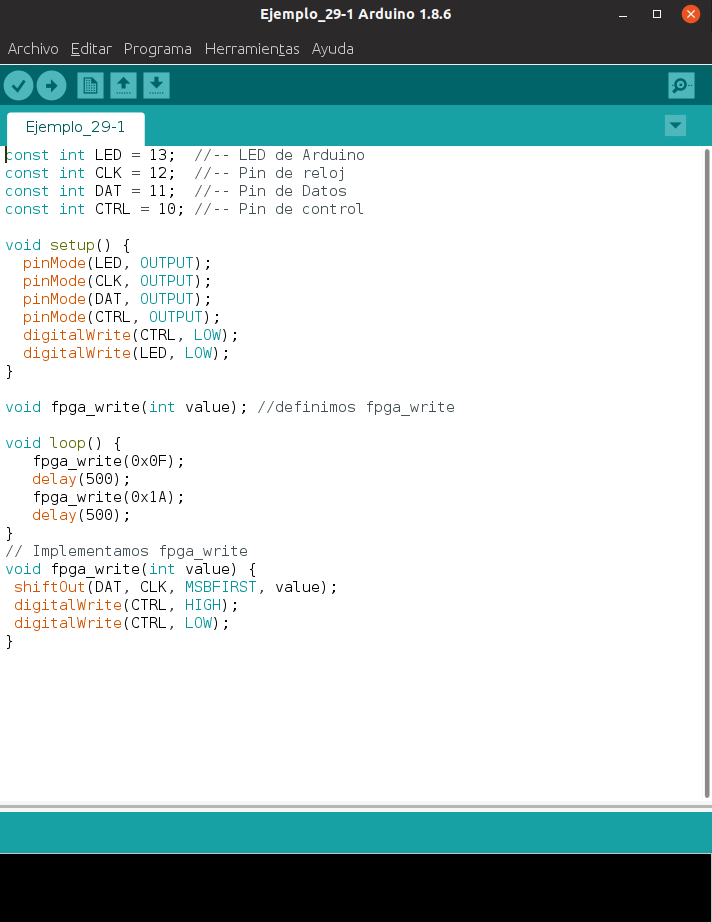 Ejemplo_29-1 Arduino 1.8.6
Archivo Editar Programa Herramientas Ayuda
Ejemplo_29-1
const int LED = 13;  //-- LED de Arduino
const int CLK = 12;  //-- Pin de reloj
const int DAT = 11;  //-- Pin de Datos
const int CTRL = 10; //-- Pin de control
void setup() {
  pinMode(LED, OUTPUT);
  pinMode(CLK, OUTPUT);
  pinMode(DAT, OUTPUT);
  pinMode(CTRL, OUTPUT);
  digitalWrite(CTRL, LOW);
  digitalWrite(LED, LOW);
}
void fpga_write(int value); //definimos fpga_write
void loop() {
   fpga_write(0x0F);
   delay(500);
   fpga_write(0x1A);
   delay(500);
}
// Implementamos fpga_write
void fpga_write(int value) {
 shiftOut(DAT, CLK, MSBFIRST, value);
 digitalWrite(CTRL, HIGH);
 digitalWrite(CTRL, LOW);
}